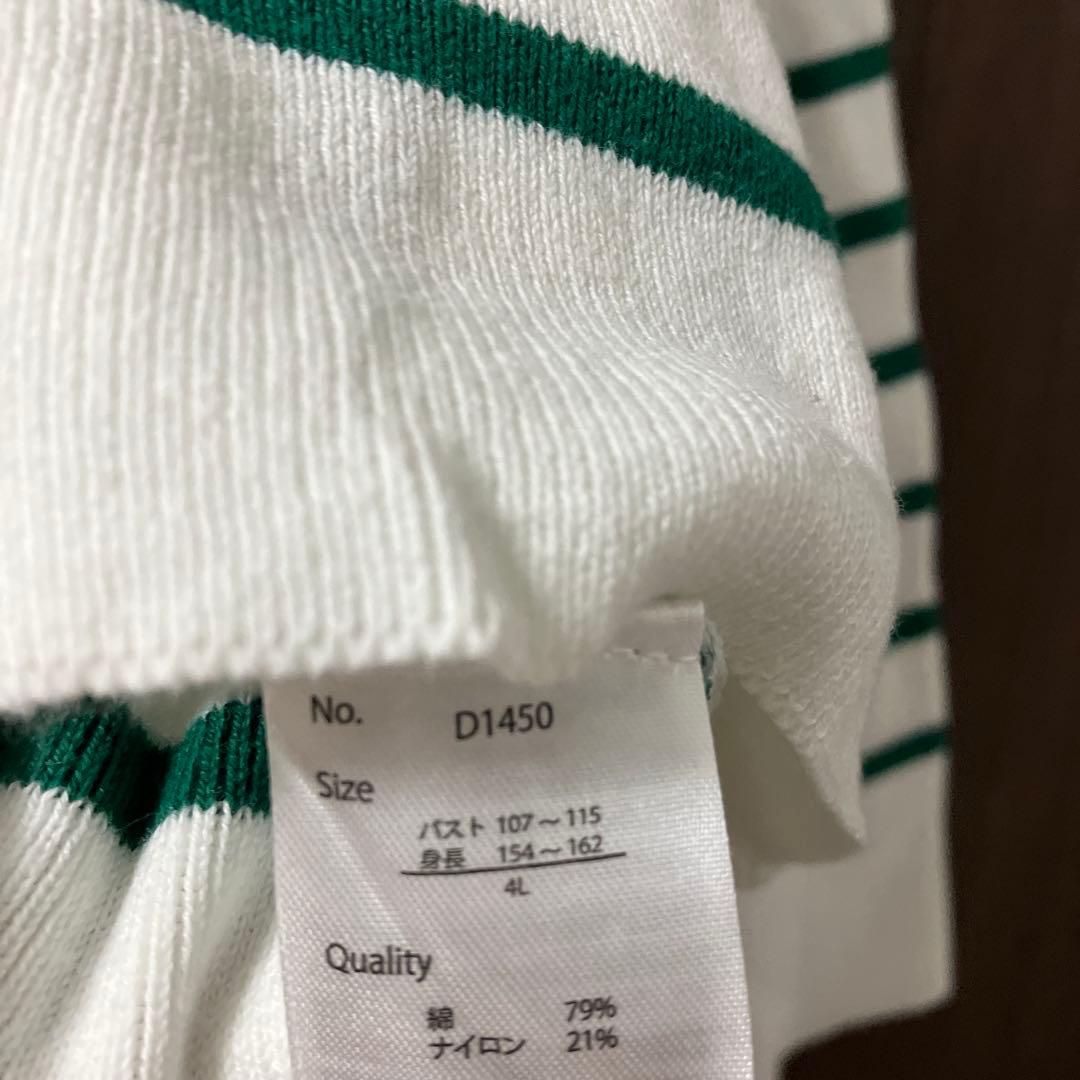 No. D1450
Size
バスト 107～115
身長 154～162
4L
Quality
綿 79%
ナイロン 21%